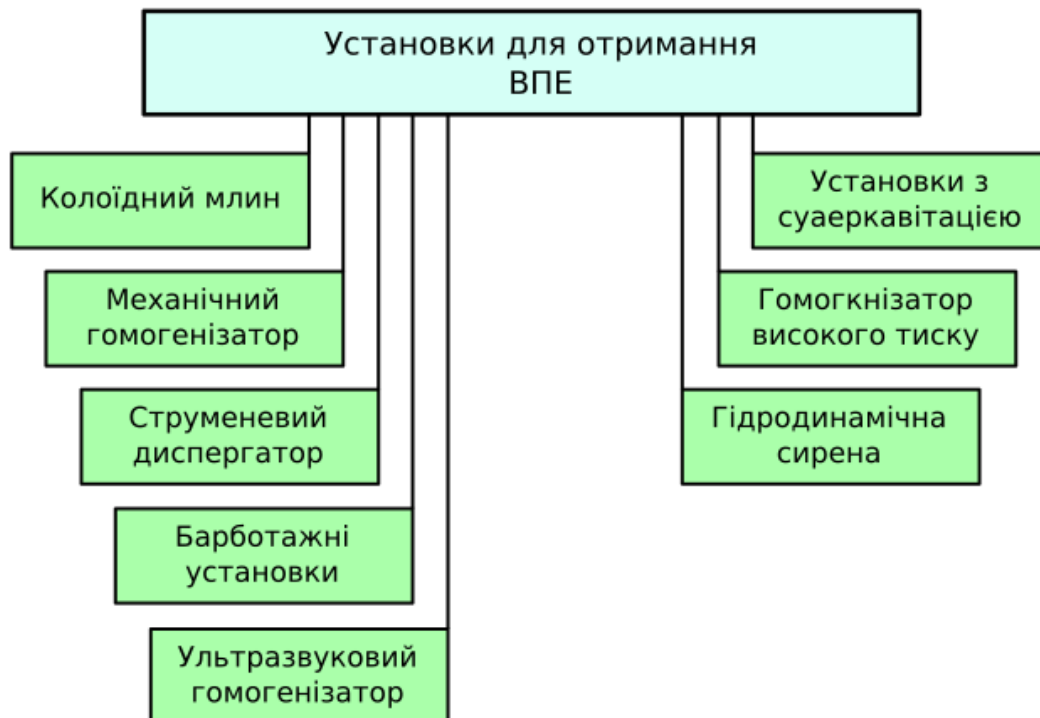 Установки для отримання
ВПЕ
Колоїдний млин
Механічний
гомогенізатор
Струменевий
диспергатор
Барботажні
установки
Ультразвуковий
гомогенізатор
Установки з
суаеркавітацією
Гомогкнізатор
високого тиску
Гідродинамічна
сирена